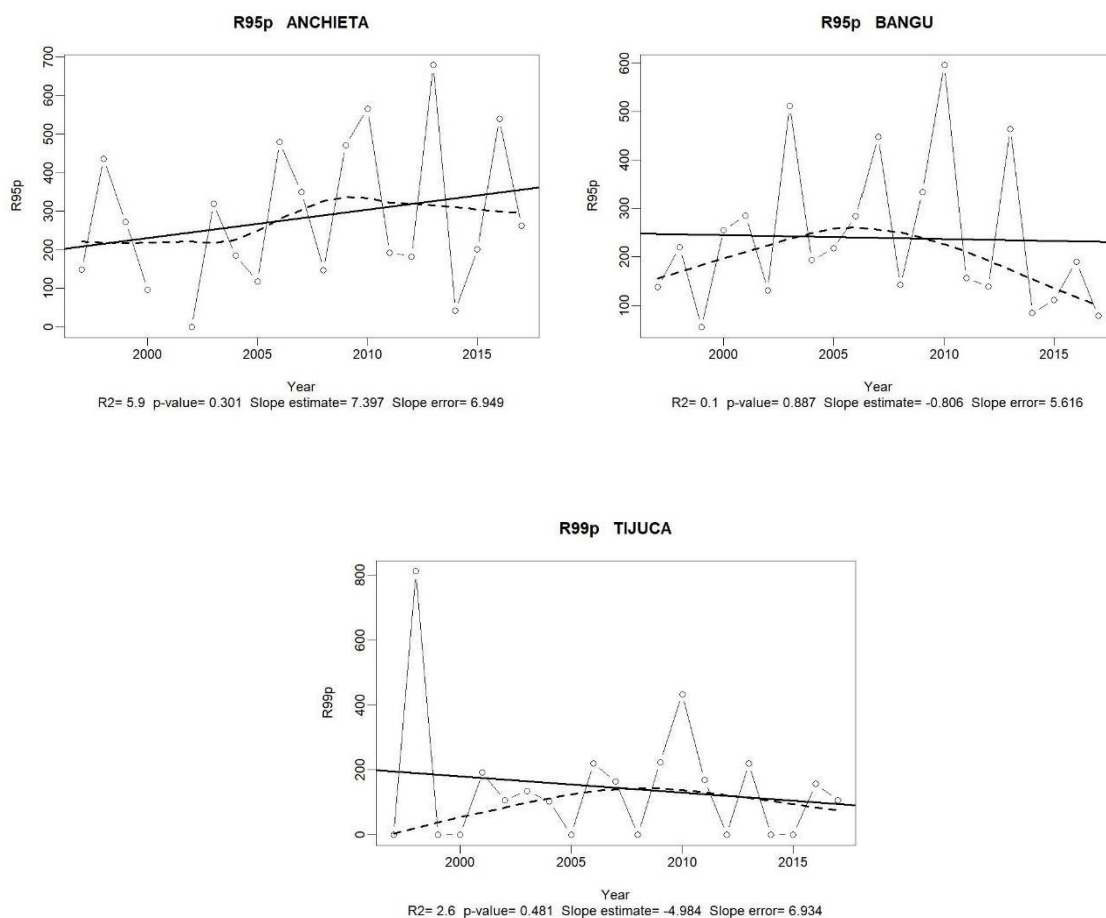 R95p ANCHIETA
R95p
700
600
500
400
300
200
100
0
2000 2005 2010 2015
Year
R2= 5.9 p-value= 0.301 Slope estimate= 7.397 Slope error= 6.949
R95p BANGU
R95p
600
500
400
300
200
100
2000 2005 2010 2015
Year
R2= 0.1 p-value= 0.887 Slope estimate= -0.806 Slope error= 5.616
R99p TIJUCA
R99p
800
600
400
200
0
2000 2005 2010 2015
Year
R2= 2.6 p-value= 0.481 Slope estimate= -4.984 Slope error= 6.934